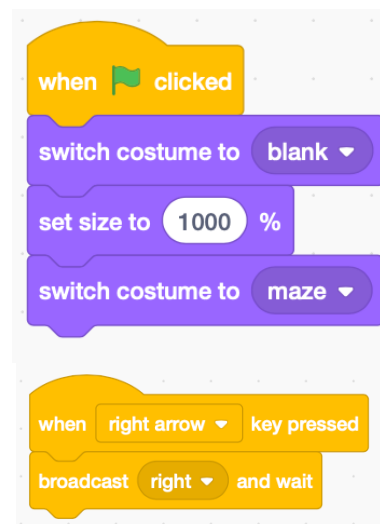 when clicked
switch costume to blank
set size to 1000 %
switch costume to maze
when right arrow key pressed
broadcast right and wait